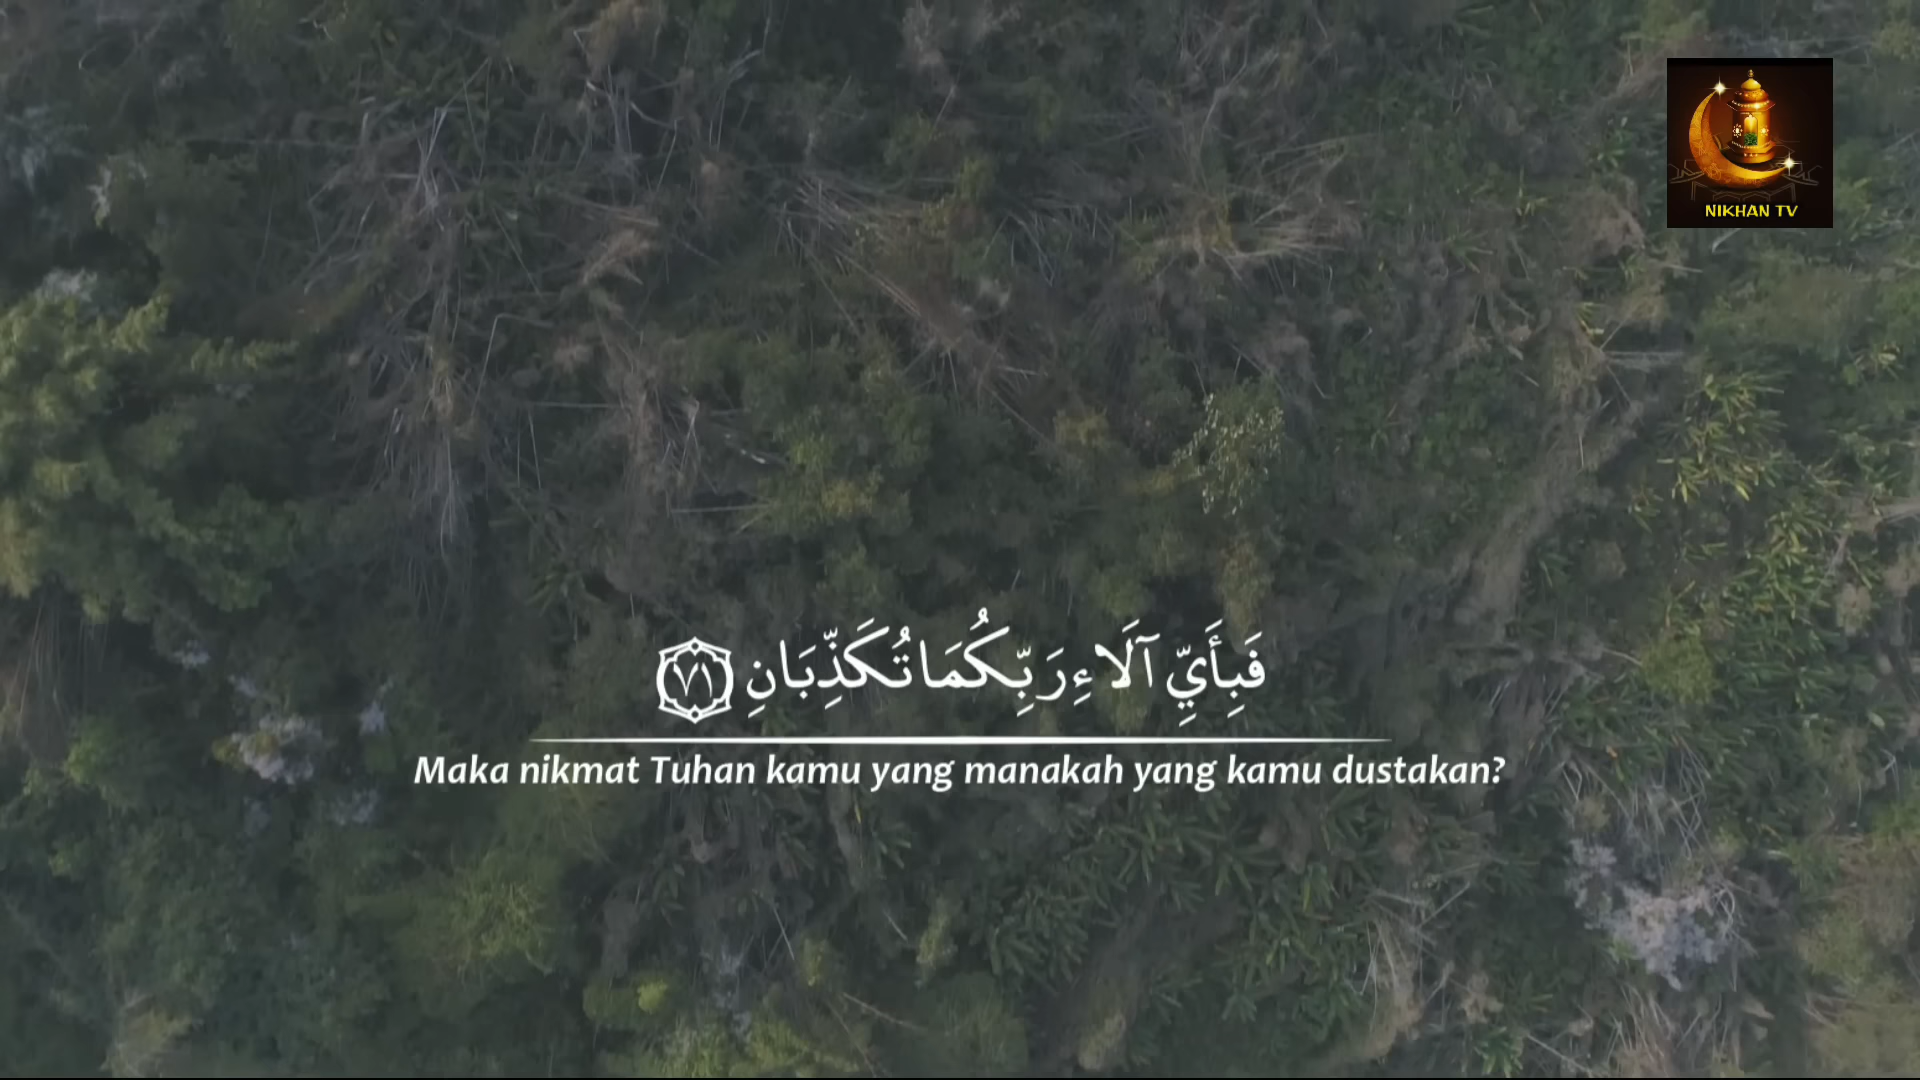 NIKHAN TV
فَبِأَيِّ آلَاءِ رَبِّكُمَا تُكَذِّبَانِ ٧١
Maka nikmat Tuhan kamu yang manakah yang kamu dustakan?